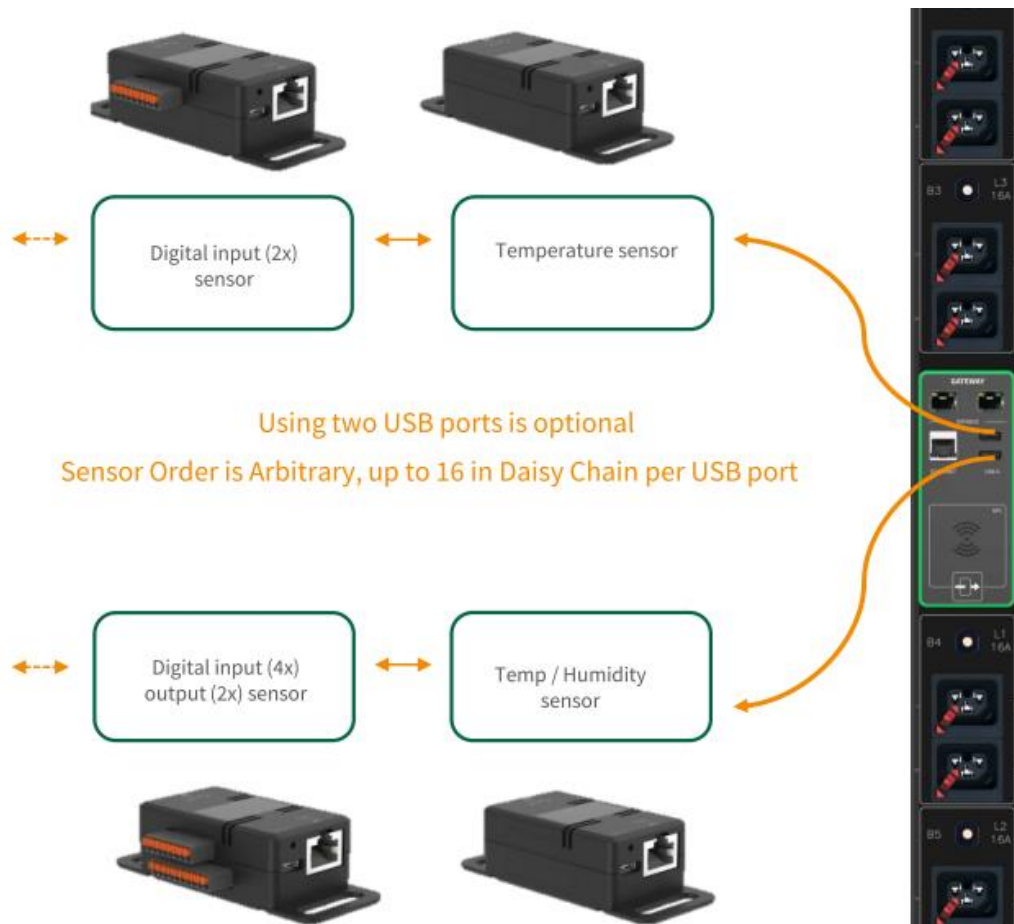 B3
L3
16A
Digital input (2x)
sensor
Temperature sensor
GATEWAY
Using two USB ports is optional
Sensor Order is Arbitrary, up to 16 in Daisy Chain per USB port
Digital input (4x)
output (2x) sensor
Temp / Humidity
sensor
B4
L1
16A
B5
L2
16A